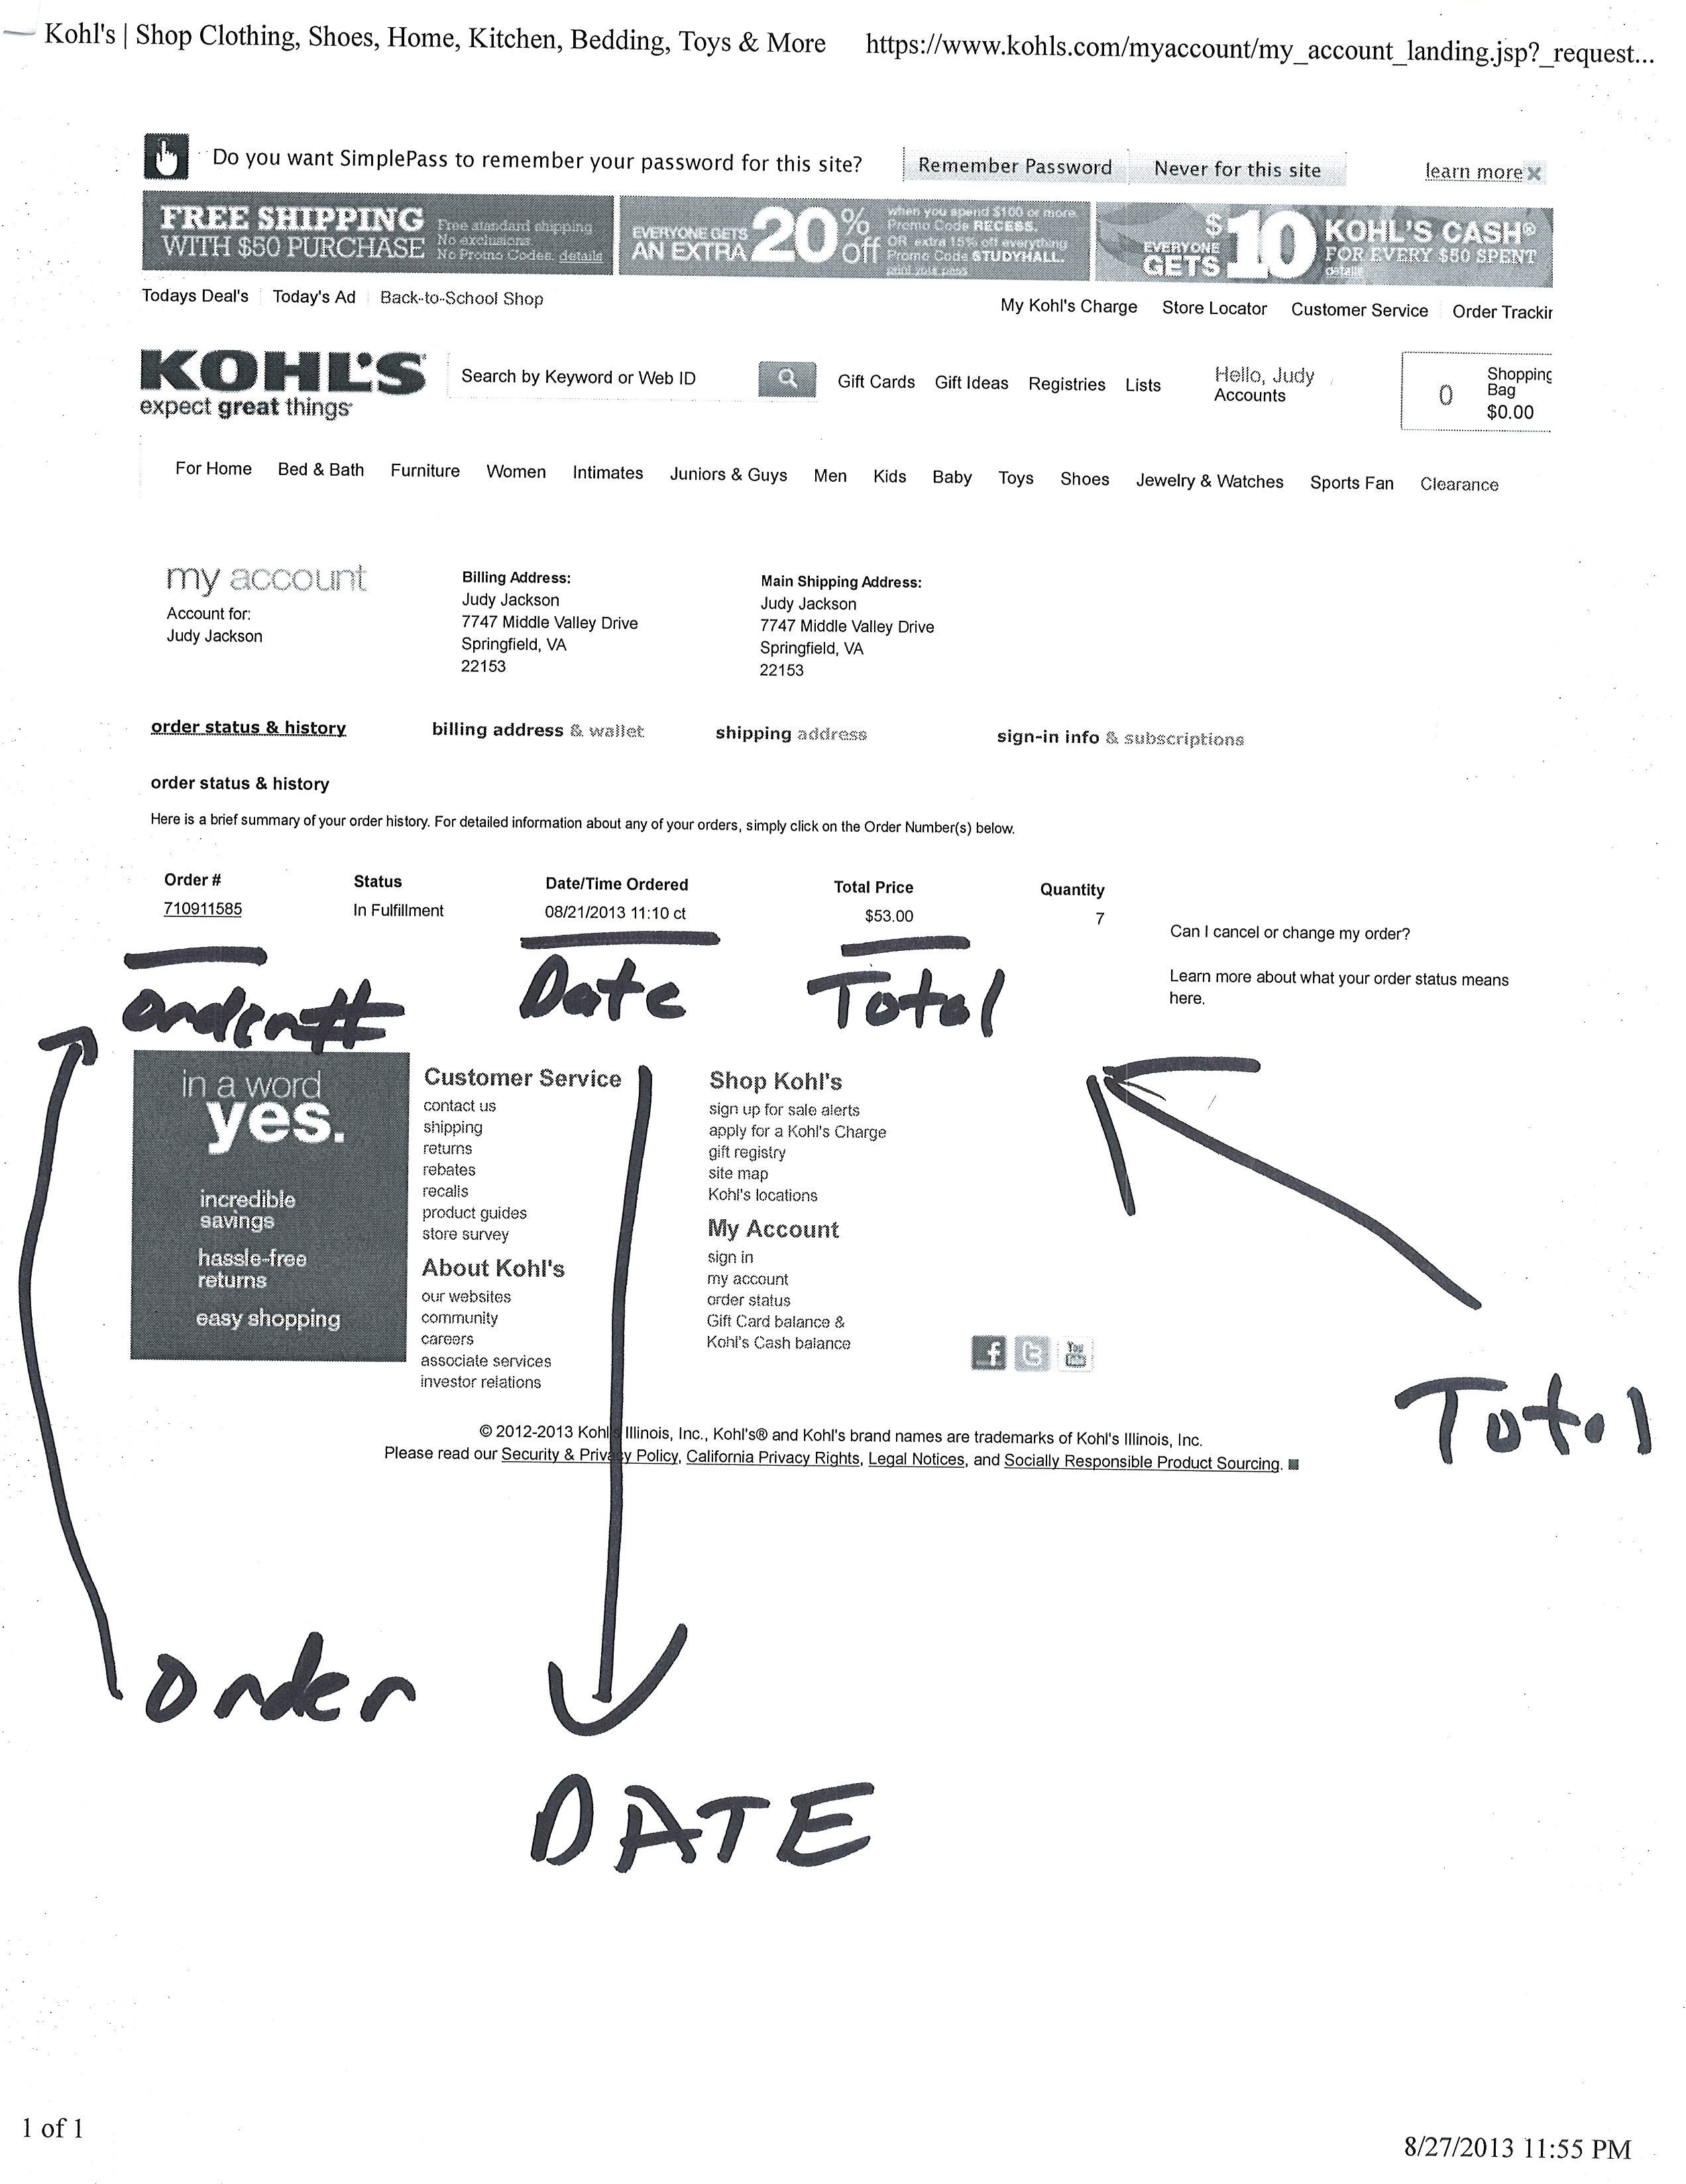 Kohl's | Shop Clothing, Shoes, Home, Kitchen, Bedding, Toys & More https://www.kohls.com/myaccount/my_account_landing.jsp?_request...
Do you want SimplePass to remember your password for this site? Remember Password Never for this site learn more
FREE SHIPPING
WITH $50 PURCHASE
Free standard shipping
No exclusions
No Promo Codes. details
EVERYONE GETS
AN EXTRA
20% off
when you spend $100 or more.
Promo Code RECESS.
OR extra 15% off everything
Promo Code STUDYHALL.
print your pass
EVERYONE
GETS
$10
KOHL'S CASH®
FOR EVERY $50 SPENT
details
Todays Deal's Today's Ad Back-to-School Shop
My Kohl's Charge Store Locator Customer Service Order Trackin
KOHL'S
expect great things
Search by Keyword or Web ID
Gift Cards Gift Ideas Registries Lists
Hello, Judy
Accounts
0
Shopping
Bag
$0.00
For Home Bed & Bath Furniture Women Intimates Juniors & Guys Men Kids Baby Toys Shoes Jewelry & Watches Sports Fan Clearance
my account
Account for:
Judy Jackson
Billing Address:
Judy Jackson
7747 Middle Valley Drive
Springfield, VA
22153
Main Shipping Address:
Judy Jackson
7747 Middle Valley Drive
Springfield, VA
22153
order status & history billing address & wallet shipping address sign-in info & subscriptions
order status & history
Here is a brief summary of your order history. For detailed information about any of your orders, simply click on the Order Number(s) below.
Order # Status Date/Time Ordered Total Price Quantity
710911585 In Fulfillment 08/21/2013 11:10 ct $53.00 7
Can I cancel or change my order?
Learn more about what your order status means
here.
Order# Date Total
in a word
yes.
incredible
savings
hassle-free
returns
easy shopping
Customer Service
contact us
shipping
returns
rebates
recalls
product guides
store survey
About Kohl's
our websites
community
careers
associate services
investor relations
Shop Kohl's
sign up for sale alerts
apply for a Kohl's Charge
gift registry
site map
Kohl's locations
My Account
sign in
my account
order status
Gift Card balance &
Kohl's Cash balance
f
You
Tube
Total
© 2012-2013 Kohl's Illinois, Inc., Kohl's® and Kohl's brand names are trademarks of Kohl's Illinois, Inc.
Please read our Security & Privacy Policy, California Privacy Rights, Legal Notices, and Socially Responsible Product Sourcing.
Order
DATE
1 of 1
8/27/2013 11:55 PM